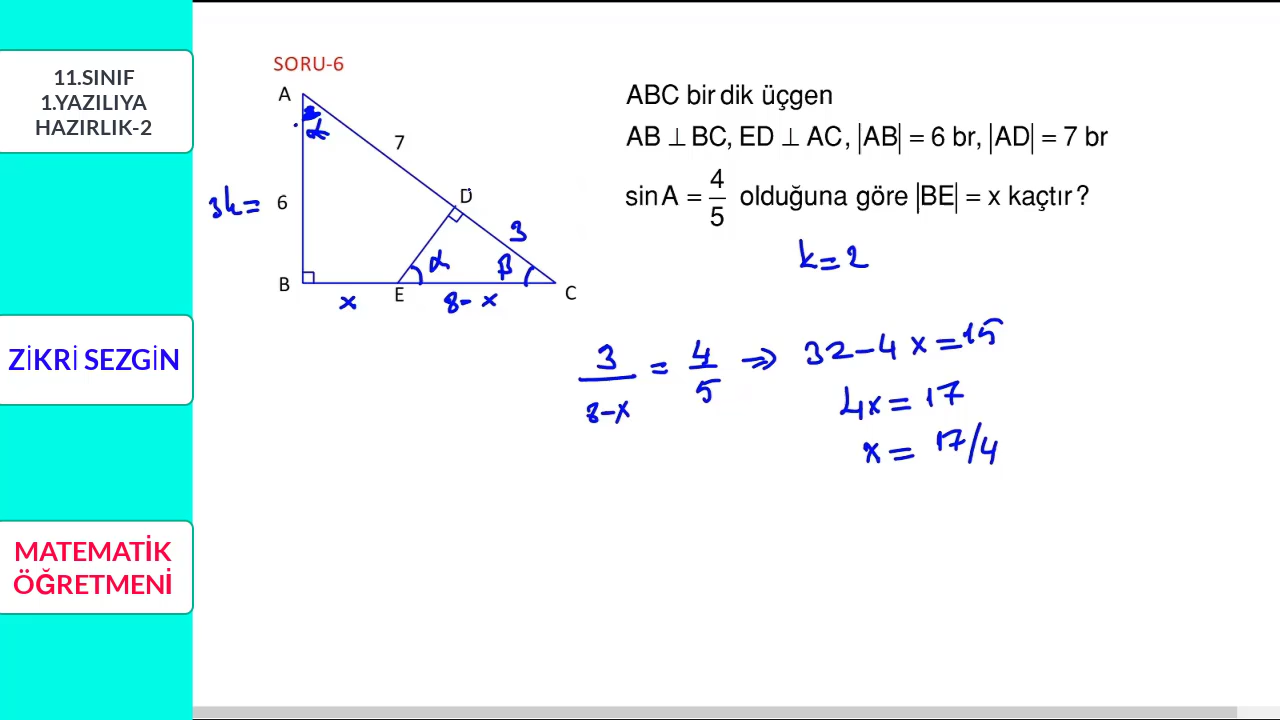 11.SINIF
1.YAZILIYA
HAZIRLIK-2
ZİKRİ SEZGİN
MATEMATİK
ÖĞRETMENİ
SORU-6
A
α
7
3k =
6
D
3
α
β
B
E
C
x
8-x
ABC bir dik üçgen
AB ⊥ BC, ED ⊥ AC, |AB| = 6 br, |AD| = 7 br
sin A = 4/5 olduğuna göre |BE| = x kaçtır ?
k = 2
3/(8-x) = 4/5 ⇒ 32 - 4x = 15
4x = 17
x = 17/4